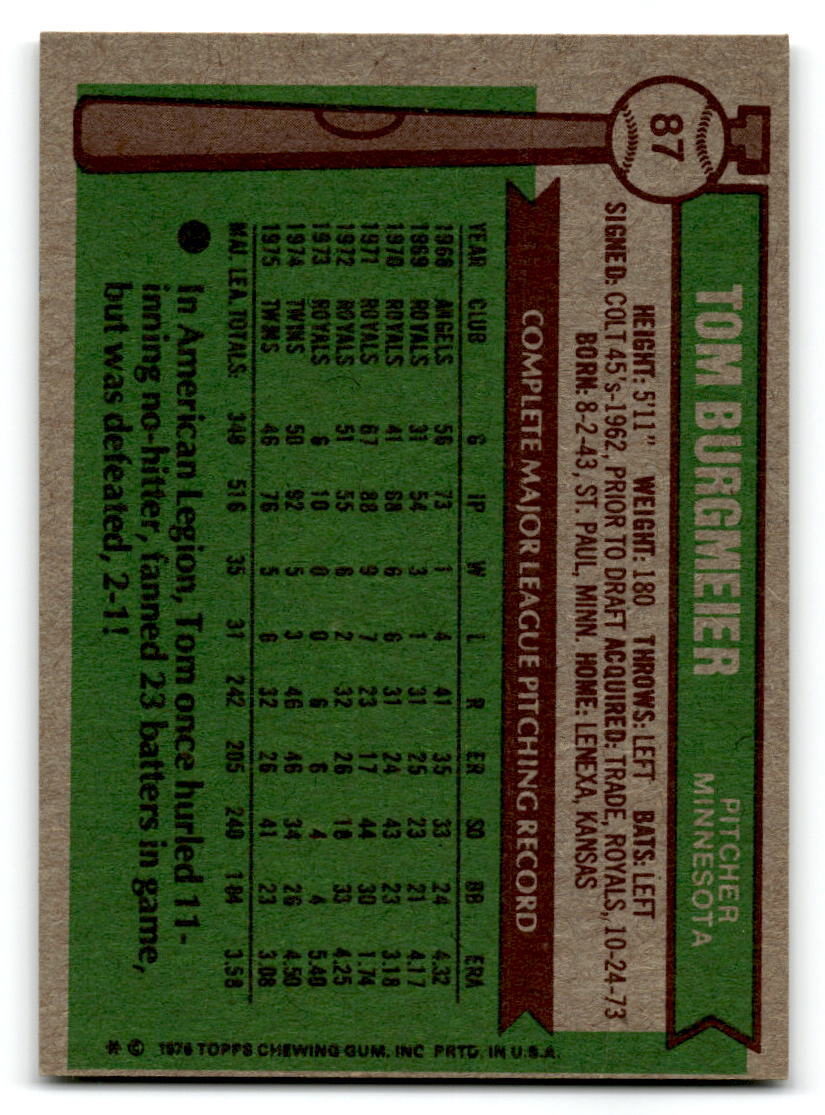 87
TOM BURGMEIER
PITCHER
MINNESOTA
HEIGHT: 5'11" WEIGHT: 180 THROWS: LEFT BATS: LEFT
SIGNED: COLT 45's-1962, PRIOR TO DRAFT ACQUIRED: TRADE, ROYALS, 10-24-73
BORN: 8-2-43, ST. PAUL, MINN. HOME: LENEXA, KANSAS
COMPLETE MAJOR LEAGUE PITCHING RECORD
YEAR CLUB G IP W L R ER SO BB ERA
1968 ANGELS 56 73 1 4 41 35 33 24 4.32
1969 ROYALS 31 54 3 1 31 25 23 21 4.17
1970 ROYALS 41 68 6 6 31 24 43 23 3.18
1971 ROYALS 67 88 9 7 23 17 44 30 1.74
1972 ROYALS 51 55 6 2 32 26 18 33 4.25
1973 ROYALS 6 10 0 0 6 6 4 4 5.40
1974 TWINS 50 92 5 3 46 46 34 26 4.50
1975 TWINS 46 76 5 6 32 26 41 23 3.08
MAJ. LEA. TOTALS: 348 516 35 31 242 205 240 184 3.58
In American Legion, Tom once hurled 11-
inning no-hitter, fanned 23 batters in game,
but was defeated, 2-1!
* © 1976 TOPPS CHEWING GUM, INC PRTD. IN U.S.A.